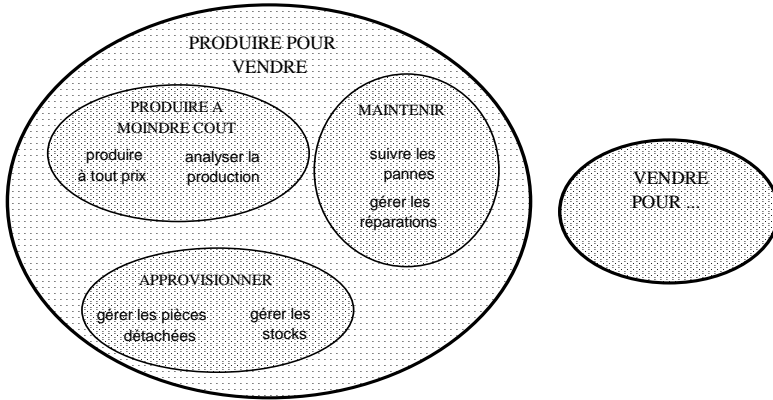 PRODUIRE POUR
VENDRE
PRODUIRE A
MOINDRE COUT
produire
à tout prix
analyser la
production
MAINTENIR
suivre les
pannes
gérer les
réparations
APPROVISIONNER
gérer les pièces
détachées
gérer les
stocks
VENDRE
POUR ...